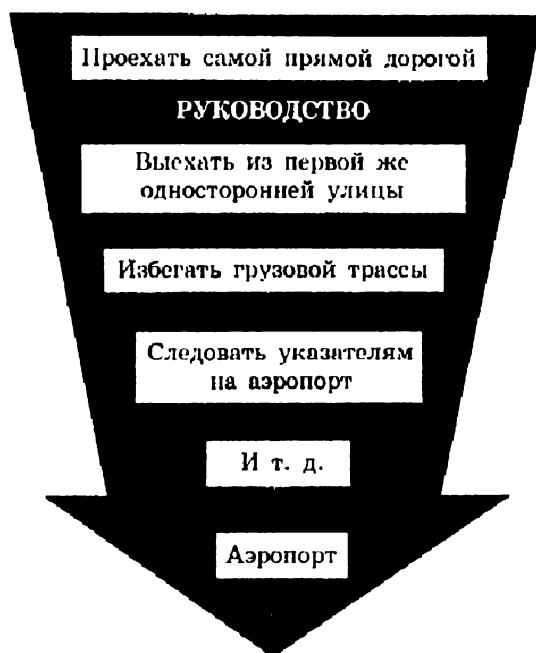 Проехать самой прямой дорогой
РУКОВОДСТВО
Выехать из первой же
односторонней улицы
Избегать грузовой трассы
Следовать указателям
на аэропорт
И т. д.
Аэропорт